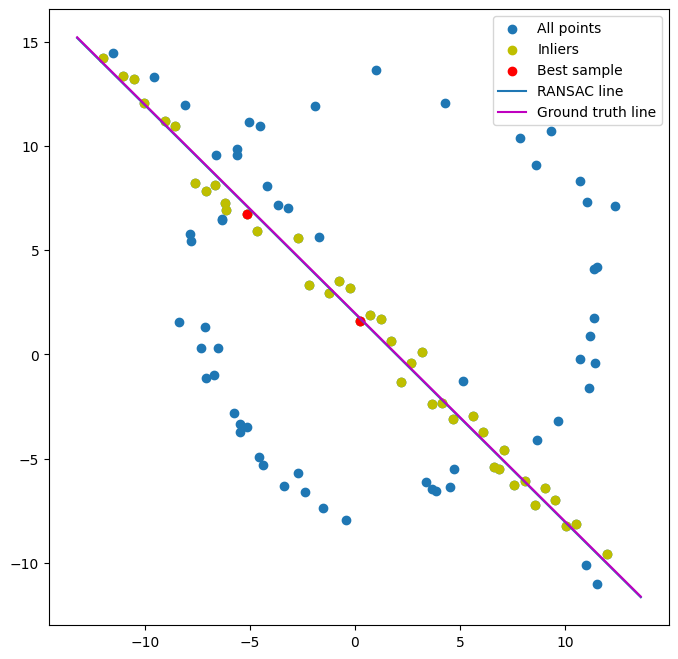 All points
Inliers
Best sample
RANSAC line
Ground truth line
15
10
5
0
−5
−10
−10 −5 0 5 10